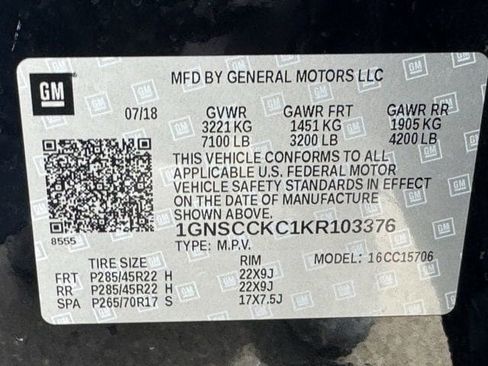 GM
MFD BY GENERAL MOTORS LLC
07/18 GVWR GAWR FRT GAWR RR
3221 KG 1451 KG 1905 KG
7100 LB 3200 LB 4200 LB
THIS VEHICLE CONFORMS TO ALL
APPLICABLE U.S. FEDERAL MOTOR
VEHICLE SAFETY STANDARDS IN EFFECT
ON THE DATE OF MANUFACTURE
SHOWN ABOVE.
8555
1GNSCCKC1KR103376
TYPE: M.P.V. MODEL: 16CC15706
TIRE SIZE RIM
FRT P285/45R22 H 22X9J
RR P285/45R22 H 22X9J
SPA P265/70R17 S 17X7.5J